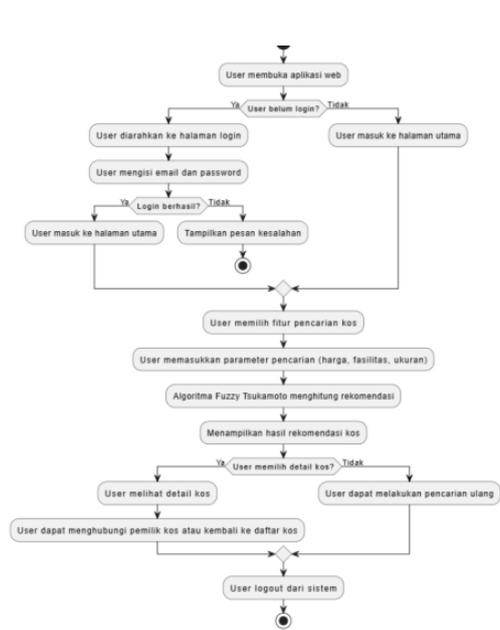 User membuka aplikasi web
Ya
User belum login?
Tidak
User diarahkan ke halaman login
User masuk ke halaman utama
User mengisi email dan password
Ya
Login berhasil?
Tidak
User masuk ke halaman utama
Tampilkan pesan kesalahan
User memilih fitur pencarian kos
User memasukkan parameter pencarian (harga, fasilitas, ukuran)
Algoritma Fuzzy Tsukamoto menghitung rekomendasi
Menampilkan hasil rekomendasi kos
Ya
User memilih detail kos?
Tidak
User melihat detail kos
User dapat melakukan pencarian ulang
User dapat menghubungi pemilik kos atau kembali ke daftar kos
User logout dari sistem